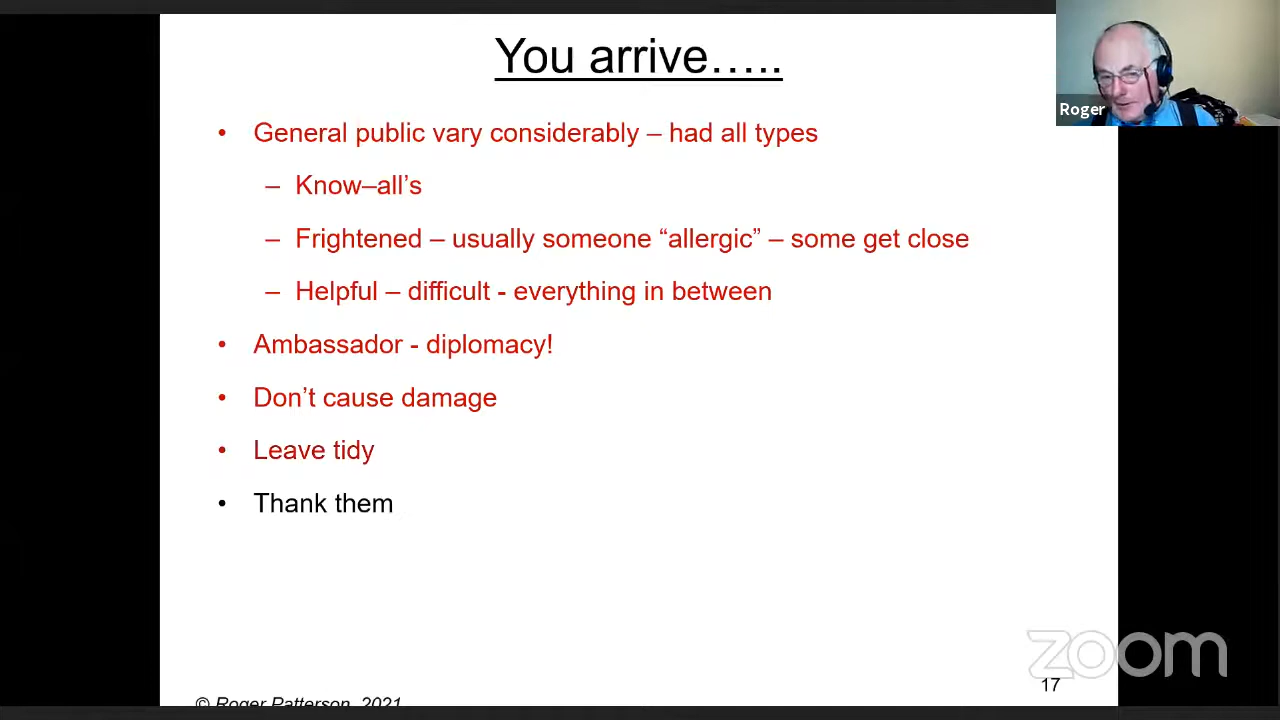 You arrive…..
• General public vary considerably – had all types
– Know–all’s
– Frightened – usually someone “allergic” – some get close
– Helpful – difficult - everything in between
• Ambassador - diplomacy!
• Don’t cause damage
• Leave tidy
• Thank them
Roger
zoom
17
© Roger Patterson, 2021